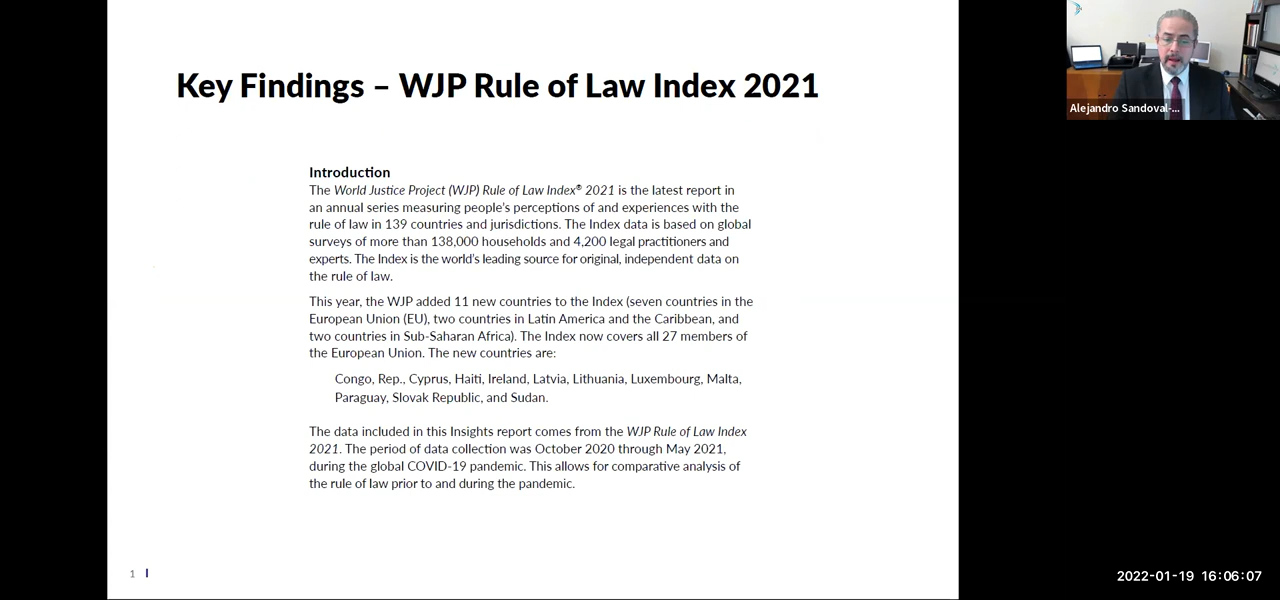 Key Findings – WJP Rule of Law Index 2021
Introduction
The World Justice Project (WJP) Rule of Law Index® 2021 is the latest report in
an annual series measuring people's perceptions of and experiences with the
rule of law in 139 countries and jurisdictions. The Index data is based on global
surveys of more than 138,000 households and 4,200 legal practitioners and
experts. The Index is the world's leading source for original, independent data on
the rule of law.
This year, the WJP added 11 new countries to the Index (seven countries in the
European Union (EU), two countries in Latin America and the Caribbean, and
two countries in Sub-Saharan Africa). The Index now covers all 27 members of
the European Union. The new countries are:
Congo, Rep., Cyprus, Haiti, Ireland, Latvia, Lithuania, Luxembourg, Malta,
Paraguay, Slovak Republic, and Sudan.
The data included in this Insights report comes from the WJP Rule of Law Index
2021. The period of data collection was October 2020 through May 2021,
during the global COVID-19 pandemic. This allows for comparative analysis of
the rule of law prior to and during the pandemic.
1
Alejandro Sandoval-...
2022-01-19 16:06:07